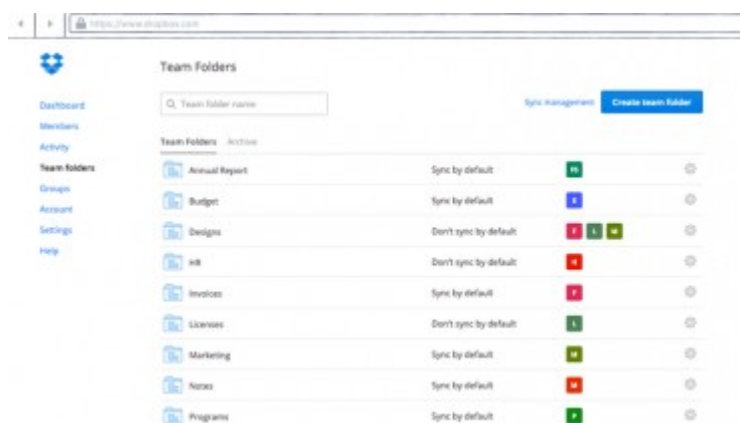 https://www.dropbox.com
Team Folders
Team folder name
Sync management
Create team folder
Dashboard
Members
Activity
Team folders
Groups
Account
Settings
Help
Team Folders Archive
Annual Report Sync by default FS
Budget Sync by default
Designs Don't sync by default F L M
HR Don't sync by default H
Invoices Sync by default F
Licenses Don't sync by default L
Marketing Sync by default M
Notes Sync by default M
Programs Sync by default P